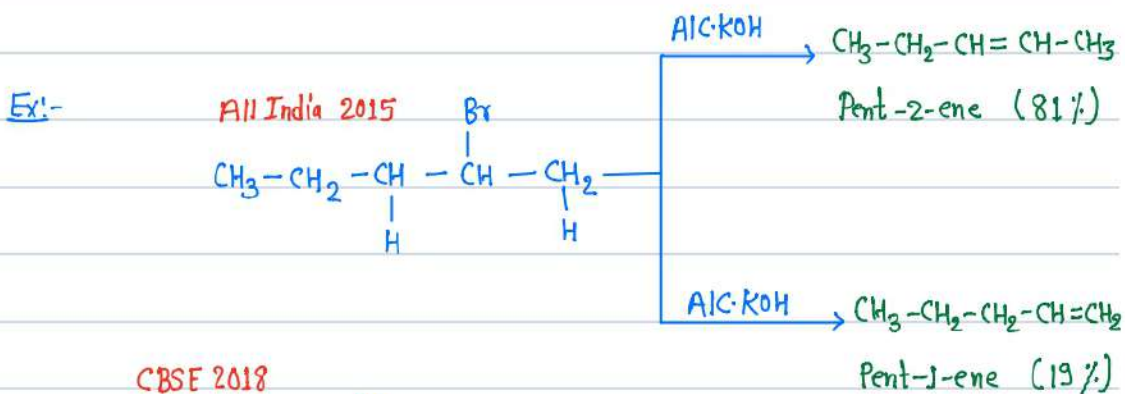 Alc.KOH
CH3-CH2-CH=CH-CH3
Ex:-
All India 2015
Br
Pent-2-ene (81%)
CH3-CH2-CH-CH-CH2
H
H
Alc.KOH
CH3-CH2-CH2-CH=CH2
CBSE 2018
Pent-1-ene (19%)